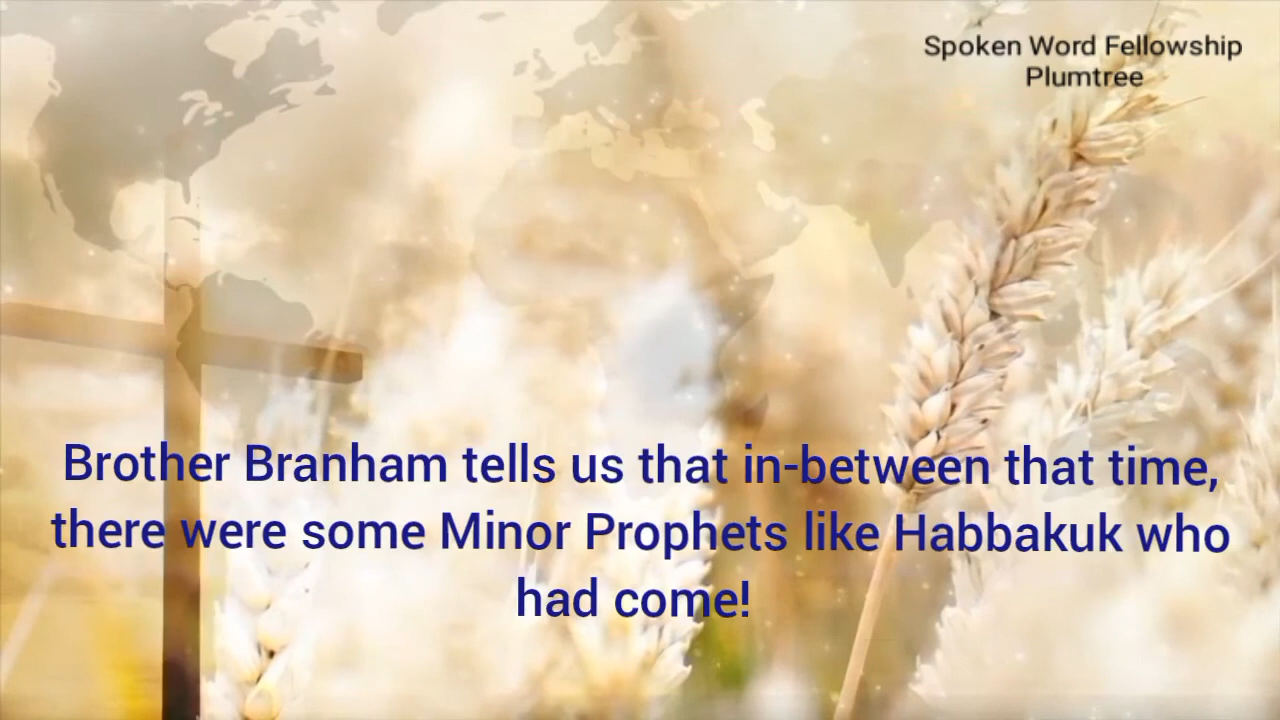 Spoken Word Fellowship
Plumtree
Brother Branham tells us that in-between that time,
there were some Minor Prophets like Habbakuk who
had come!